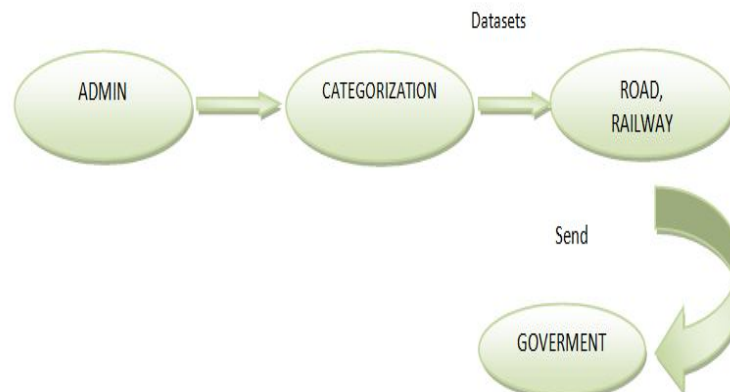 Datasets
ADMIN
CATEGORIZATION
ROAD,
RAILWAY
Send
GOVERMENT